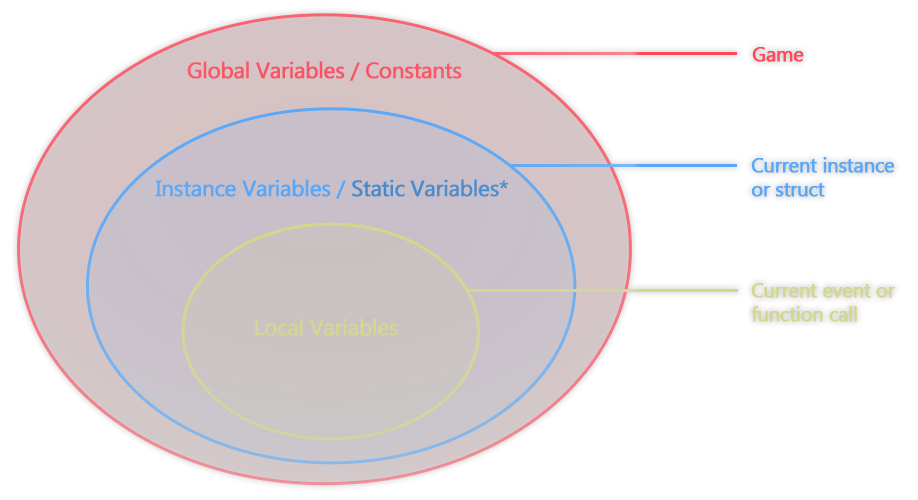 Global Variables / Constants
Game
Instance Variables / Static Variables*
Current instance
or struct
Local Variables
Current event or
function call